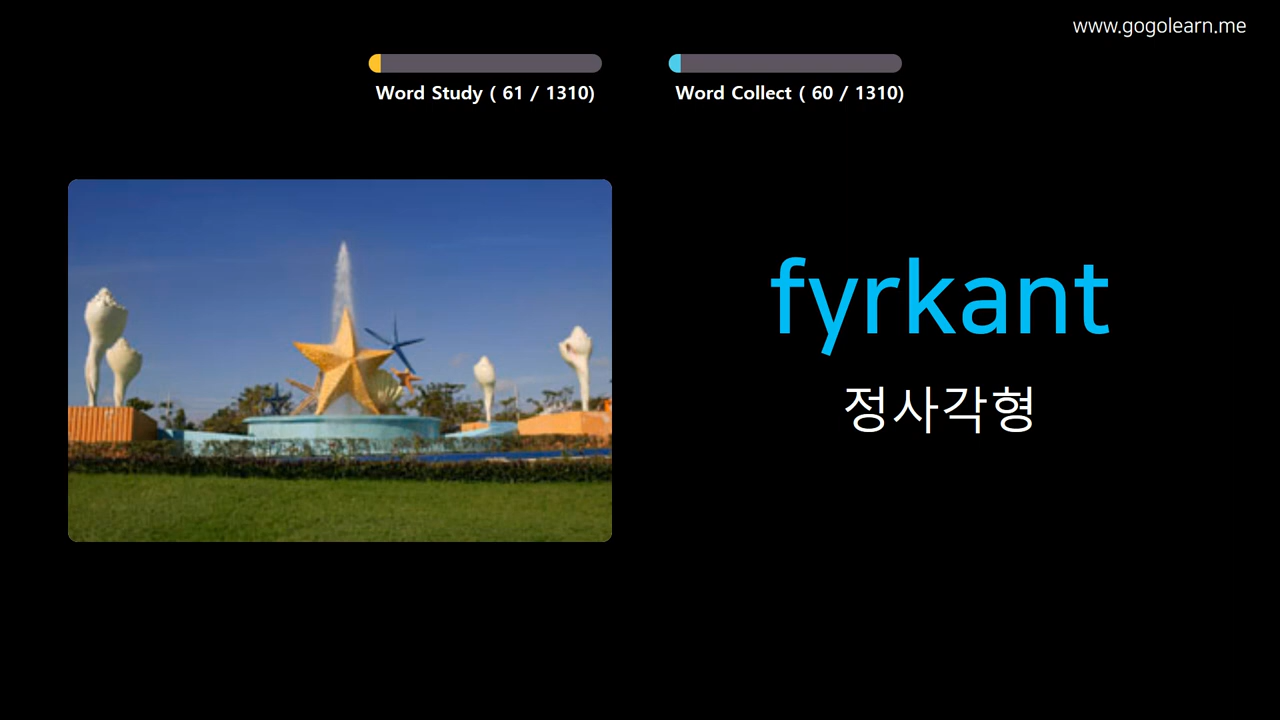 www.gogolearn.me
Word Study ( 61 / 1310)
Word Collect ( 60 / 1310)
fyrkant
정사각형